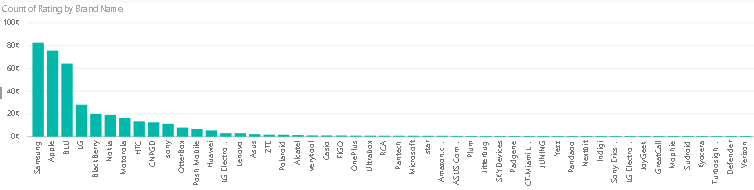 Count of Rating by Brand Name
100K
80K
60K
40K
20K
0K
Samsung
Apple
BLU
LG
BlackBerry
Nokia
Motorola
HTC
CNPGD
sony
OtterBox
Posh Mobile
Huawei
LG Electro...
Lenovo
Asus
ZTE
Polaroid
Alcatel
verykool
Casio
FIGO
OnePlus
Ultrabox
RCA
Pantech
Microsoft
star
Amazon...
ASUS Com...
Plum
Jitterbug
SKY Devices
Padgene
CT-Miami L...
JUNING
Yezz
Pandaoo
Nextbit
Indigi
Sony Erics...
LG Electro...
JoyGeek
GreatCall
Mophie
Sudroid
Kyocera
Turbosigh...
Defender
Verizon